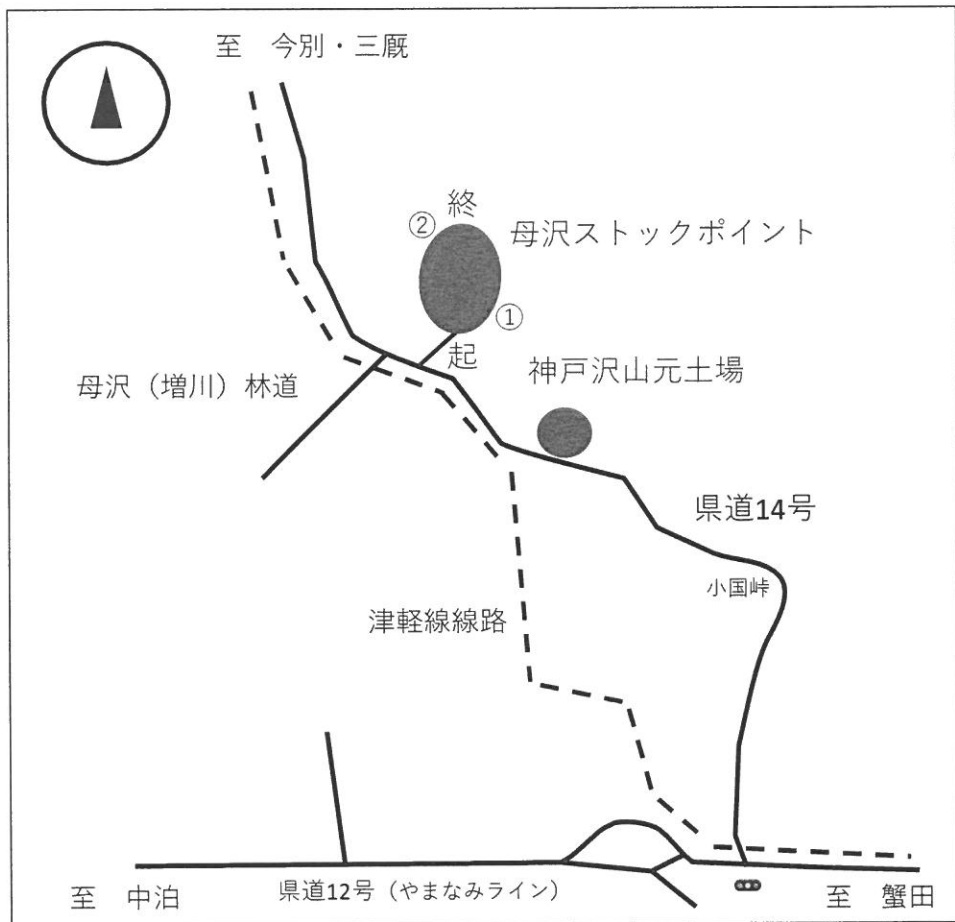 至 今別・三厩
終
②
母沢ストックポイント
①
起
神戸沢山元土場
母沢（増川）林道
県道14号
小国峠
津軽線線路
至 中泊
県道12号（やまなみライン）
至 蟹田